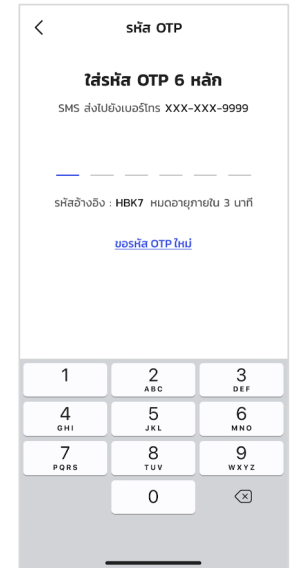 รหัส OTP
ใส่รหัส OTP 6 หลัก
SMS ส่งไปยังเบอร์โทร XXX-XXX-9999
รหัสอ้างอิง : HBK7 หมดอายุภายใน 3 นาที
ขอรหัส OTP ใหม่
1 2 3
ABC DEF
4 5 6
GHI JKL MNO
7 8 9
PQRS TUV WXYZ
0